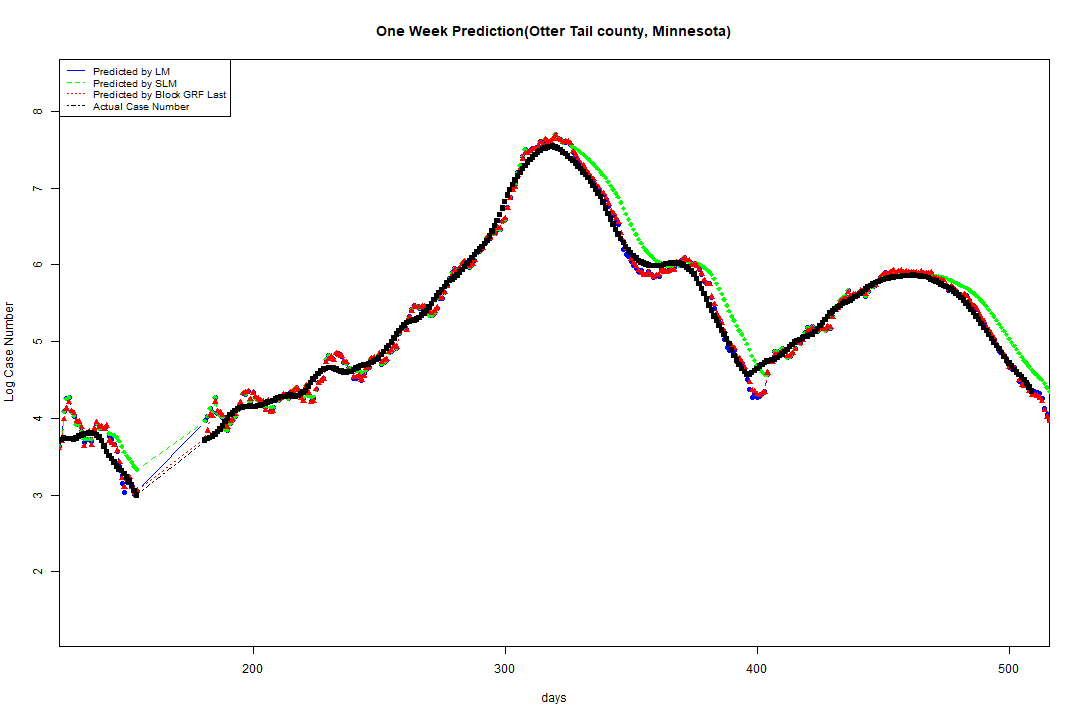 One Week Prediction(Otter Tail county, Minnesota)
Predicted by LM
Predicted by SLM
Predicted by Block GRF Last
Actual Case Number
Log Case Number
8
7
6
5
4
3
2
200 300 400 500
days